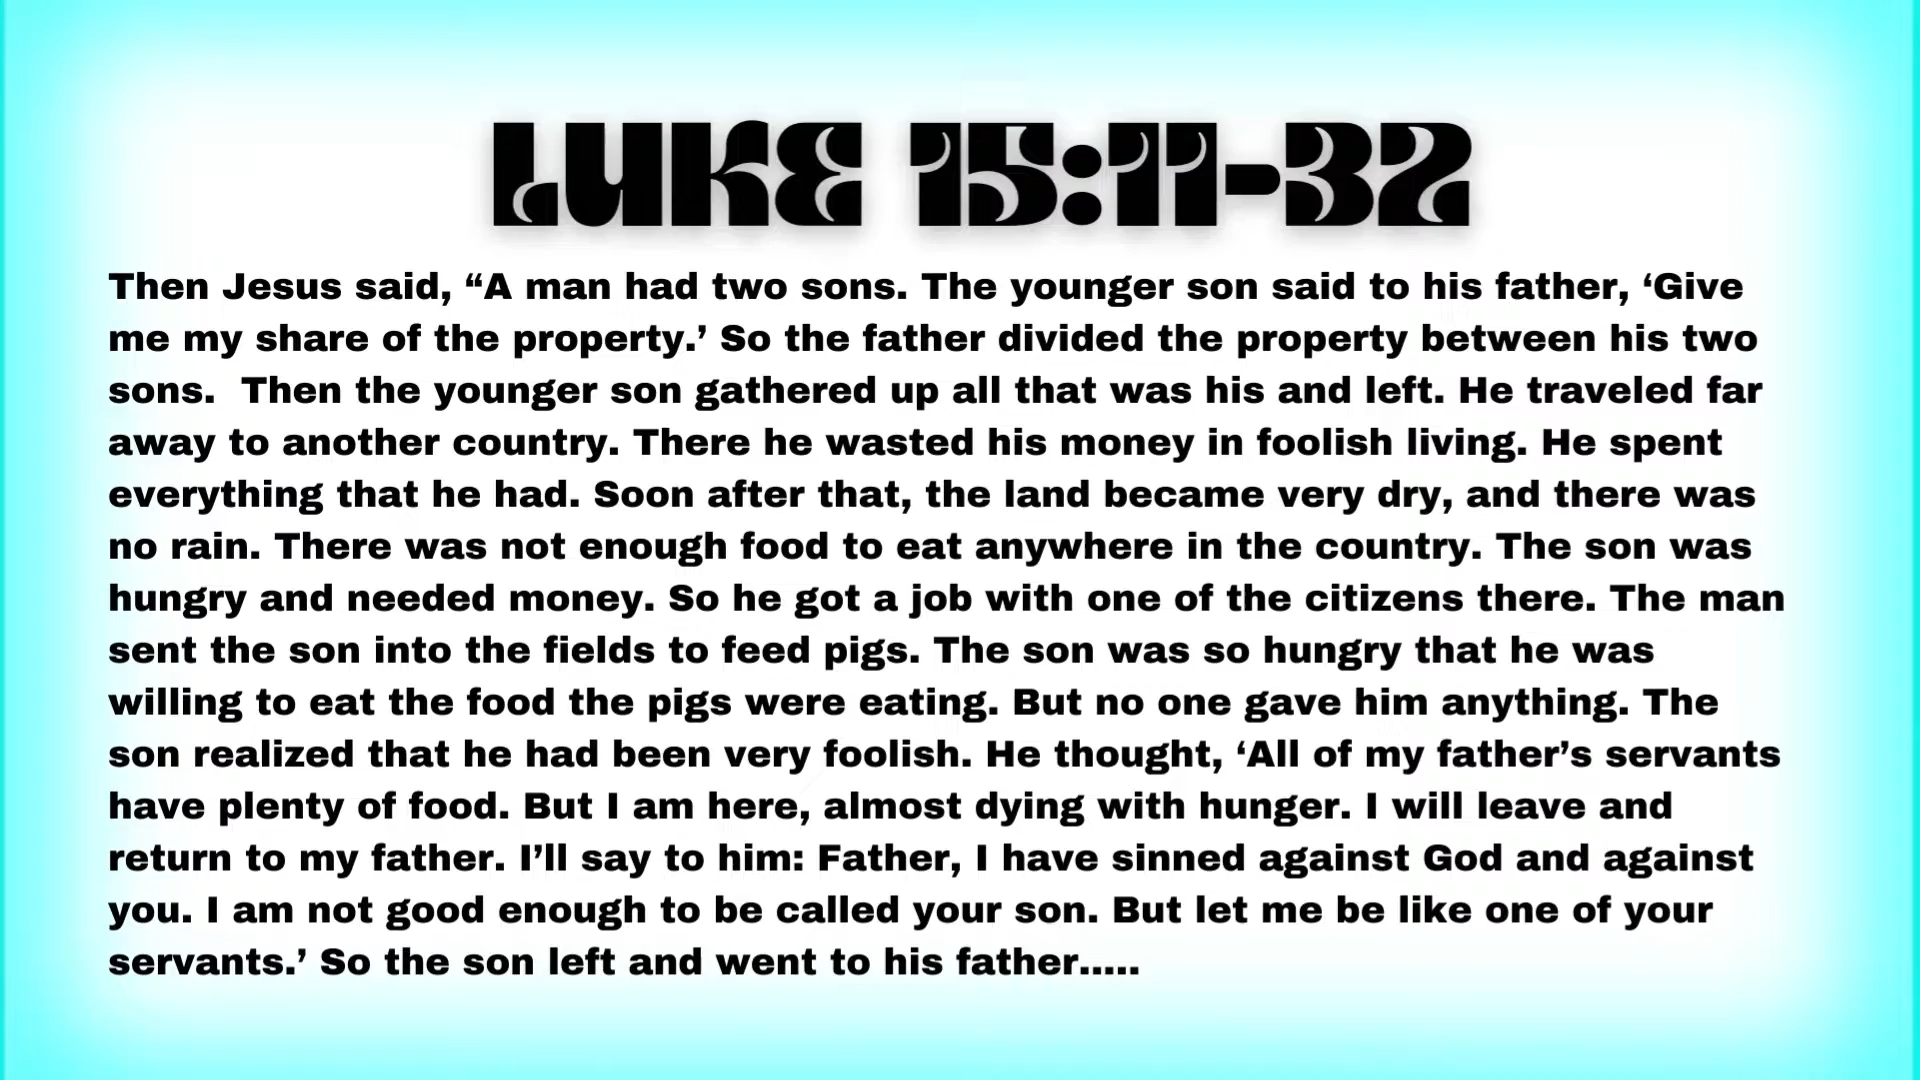 LUKE 15:11-32
Then Jesus said, “A man had two sons. The younger son said to his father, ‘Give
me my share of the property.’ So the father divided the property between his two
sons.  Then the younger son gathered up all that was his and left. He traveled far
away to another country. There he wasted his money in foolish living. He spent
everything that he had. Soon after that, the land became very dry, and there was
no rain. There was not enough food to eat anywhere in the country. The son was
hungry and needed money. So he got a job with one of the citizens there. The man
sent the son into the fields to feed pigs. The son was so hungry that he was
willing to eat the food the pigs were eating. But no one gave him anything. The
son realized that he had been very foolish. He thought, ‘All of my father’s servants
have plenty of food. But I am here, almost dying with hunger. I will leave and
return to my father. I’ll say to him: Father, I have sinned against God and against
you. I am not good enough to be called your son. But let me be like one of your
servants.’ So the son left and went to his father.....